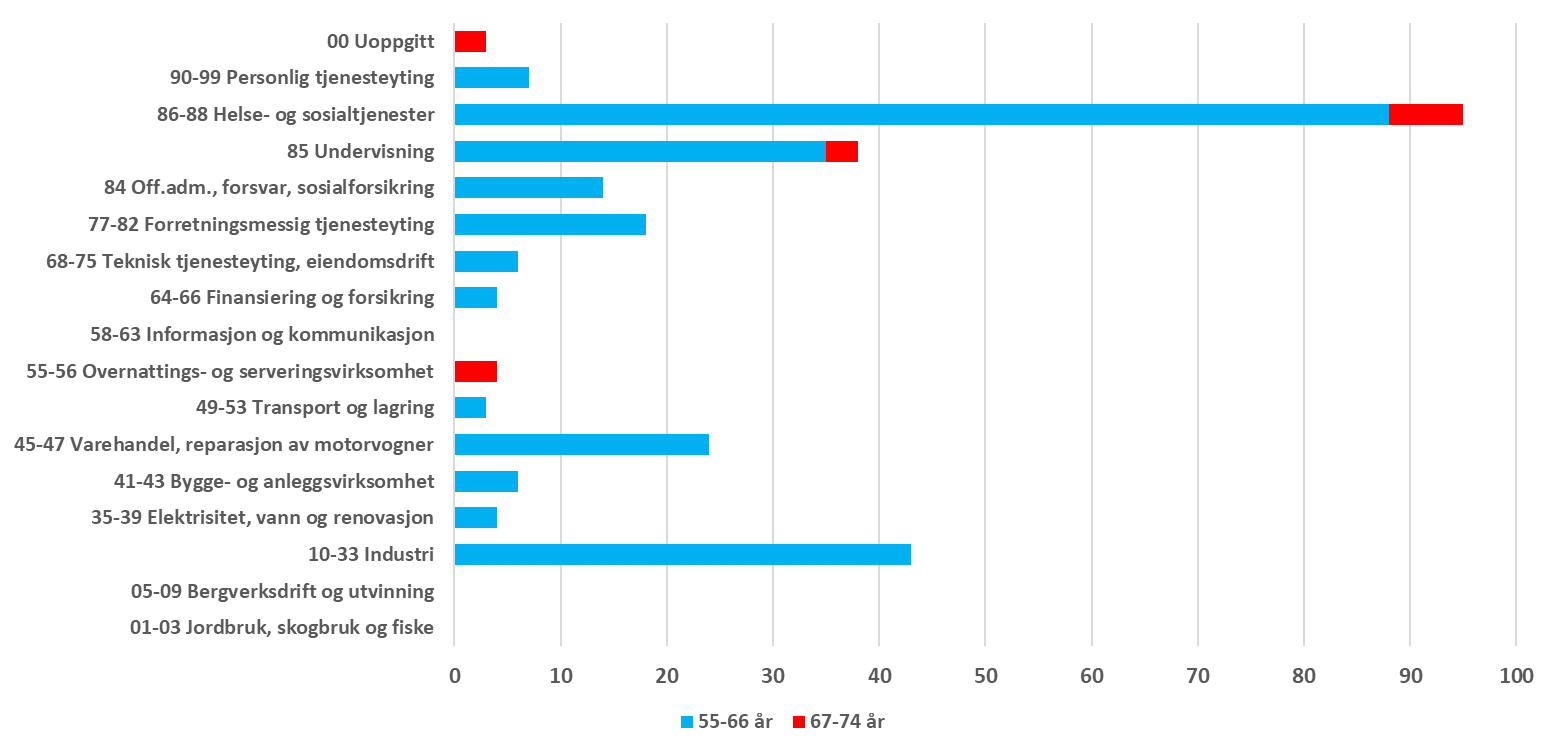 00 Uoppgitt
90-99 Personlig tjenesteyting
86-88 Helse- og sosialtjenester
85 Undervisning
84 Off.adm., forsvar, sosialforsikring
77-82 Forretningsmessig tjenesteyting
68-75 Teknisk tjenesteyting, eiendomsdrift
64-66 Finansiering og forsikring
58-63 Informasjon og kommunikasjon
55-56 Overnattings- og serveringsvirksomhet
49-53 Transport og lagring
45-47 Varehandel, reparasjon av motorvogner
41-43 Bygge- og anleggsvirksomhet
35-39 Elektrisitet, vann og renovasjon
10-33 Industri
05-09 Bergverksdrift og utvinning
01-03 Jordbruk, skogbruk og fiske
0 10 20 30 40 50 60 70 80 90 100
55-66 år 67-74 år